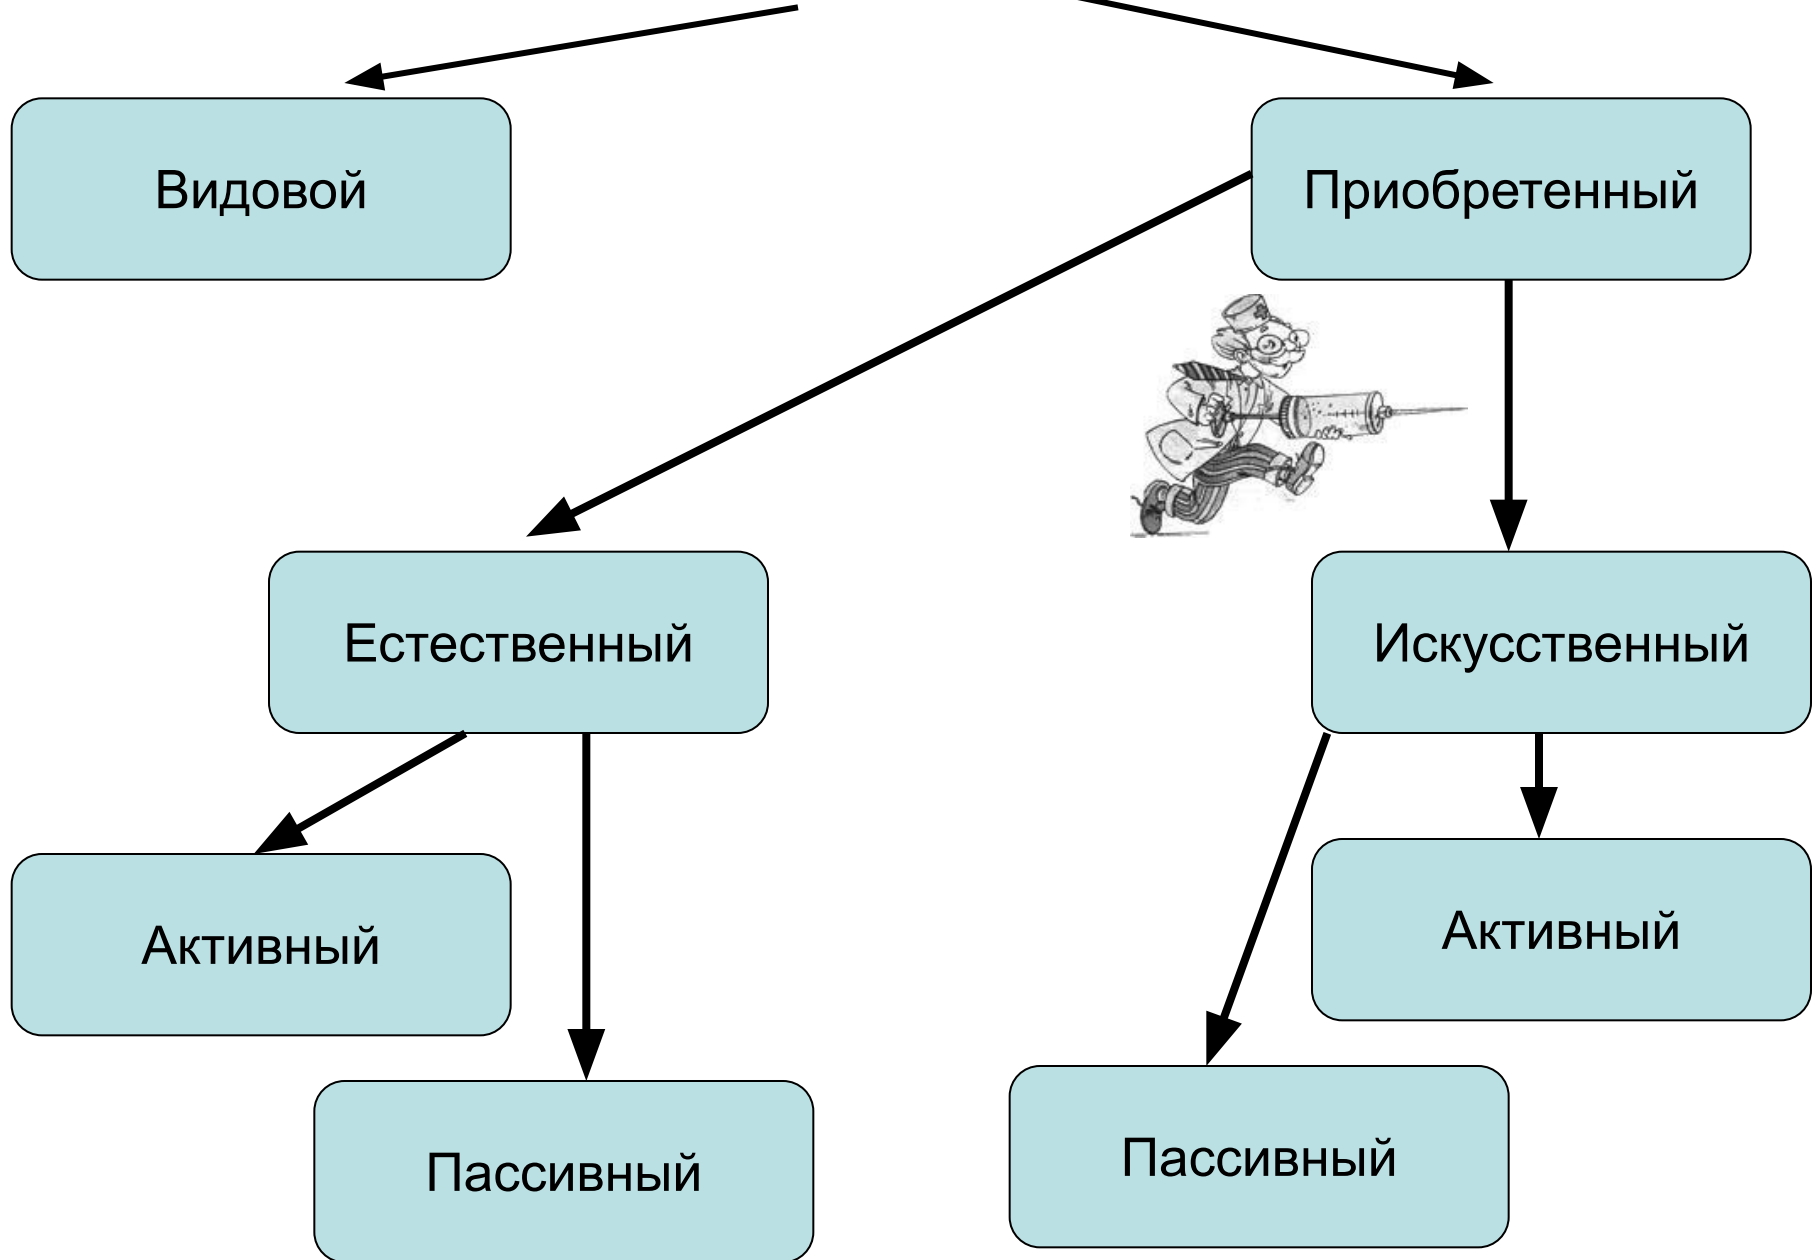 Видовой
Приобретенный
Естественный
Искусственный
Активный
Активный
Пассивный
Пассивный